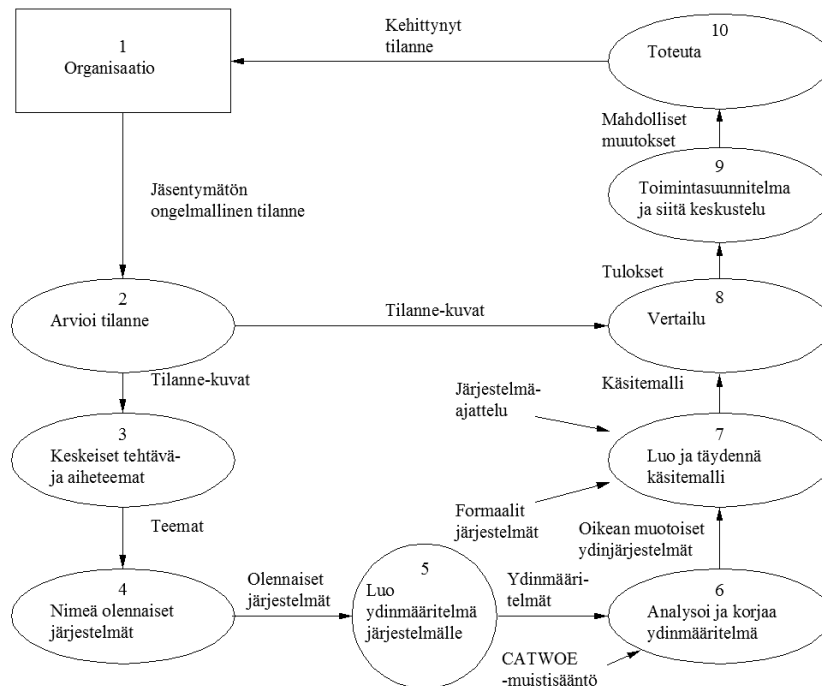 1
Organisaatio
Kehittynyt
tilanne
10
Toteuta
Mahdolliset
muutokset
9
Toimintasuunnitelma
ja siitä keskustelu
Jäsentymätön
ongelmallinen tilanne
Tulokset
2
Arvioi tilanne
Tilanne-kuvat
8
Vertailu
Tilanne-kuvat
Käsitemalli
Järjestelmä-
ajattelu
3
Keskeiset tehtävä-
ja aiheteemat
7
Luo ja täydennä
käsitemalli
Formaalit
järjestelmät
Teemat
Oikean muotoiset
ydinjärjestelmät
4
Nimeä olennaiset
järjestelmät
Olennaiset
järjestelmät
5
Luo
ydinmääritelmä
järjestelmälle
Ydinmääri-
telmät
6
Analysoi ja korjaa
ydinmääritelmä
CATWOE
-muistisääntö